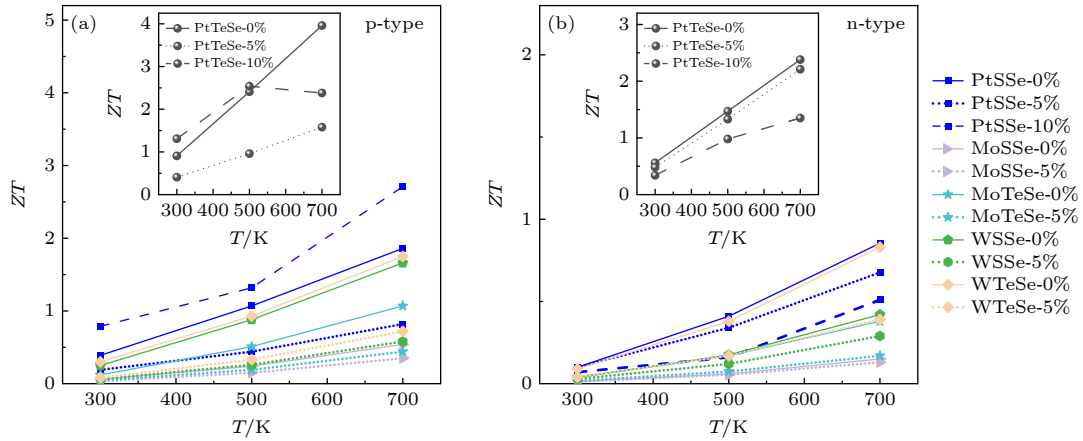 (a)
p-type
PtTeSe-0%
PtTeSe-5%
PtTeSe-10%
ZT
4
3
2
1
0
300 400 500 600 700
T/K
ZT
5
4
3
2
1
0
300 400 500 600 700
T/K
(b)
n-type
PtTeSe-0%
PtTeSe-5%
PtTeSe-10%
ZT
3
2
1
0
300 400 500 600 700
T/K
ZT
2
1
0
300 400 500 600 700
T/K
PtSSe-0%
PtSSe-5%
PtSSe-10%
MoSSe-0%
MoSSe-5%
MoTeSe-0%
MoTeSe-5%
WSSe-0%
WSSe-5%
WTeSe-0%
WTeSe-5%